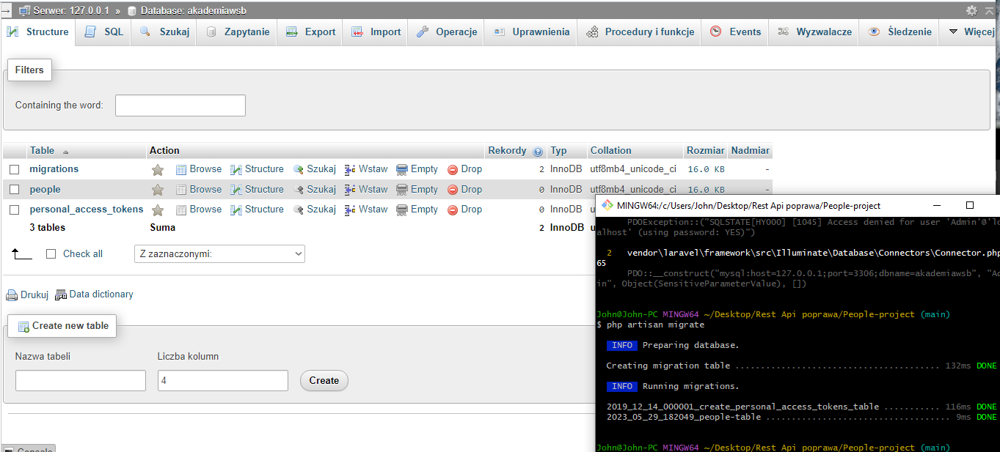 Serwer: 127.0.0.1 » Database: akademiawsb
Structure SQL Szukaj Zapytanie Export Import Operacje Uprawnienia Procedury i funkcje Events Wyzwalacze Śledzenie Więcej
Filters
Containing the word:
Table Action Rekordy Typ Collation Rozmiar Nadmiar
migrations Browse Structure Szukaj Wstaw Empty Drop 2 InnoDB utf8mb4_unicode_ci 16.0 KB -
people Browse Structure Szukaj Wstaw Empty Drop 0 InnoDB utf8mb4_unicode_ci 16.0 KB -
personal_access_tokens Browse Structure Szukaj Wstaw Empty Drop 0 InnoDB u
3 tables Suma 2 InnoDB u
Check all Z zaznaczonymi:
Drukuj Data dictionary
Create new table
Nazwa tabeli Liczba kolumn
4 Create
Console
MINGW64:/c/Users/John/Desktop/Rest Api poprawa/People-project
PDOException::("SQLSTATE[HY000] [1045] Access denied for user 'Admin'@'lo
alhost' (using password: YES)")
2 vendor\laravel\framework\src\Illuminate\Database\Connectors\Connector.php
65
PDO::__construct("mysql:host=127.0.0.1;port=3306;dbname=akademiawsb", "Ad
in", Object(SensitiveParameterValue), [])
John@John-PC MINGW64 ~/Desktop/Rest Api poprawa/People-project (main)
$ php artisan migrate
INFO Preparing database.
Creating migration table ........................................ 132ms DONE
INFO Running migrations.
2019_12_14_000001_create_personal_access_tokens_table ........... 116ms DONE
2023_05_29_182049_people-table .................................... 9ms DONE
John@John-PC MINGW64 ~/Desktop/Rest Api poprawa/People-project (main)